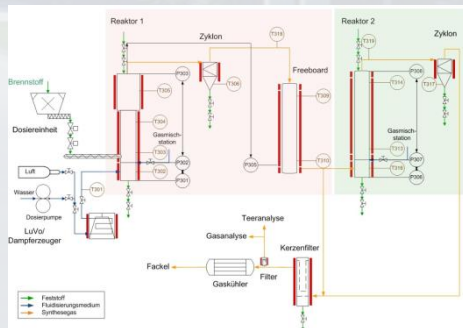 Reaktor 1
Reaktor 2
Zyklon
T318
Zyklon
T319
Freeboard
P303
T306
T305
T309
P308
T314
T317
Brennstoff
Dosiereinheit
T304
Gasmisch-
station
T303
P302
T302
P301
P305
T310
Gasmisch-
station
T313
P307
T316
P306
Luft
Wasser
T301
Dosierpumpe
LuVo/
Dampferzeuger
Teeranalyse
Gasanalyse
Fackel
Gaskühler
Filter
Kerzenfilter
Feststoff
Fluidisierungsmedium
Synthesegas